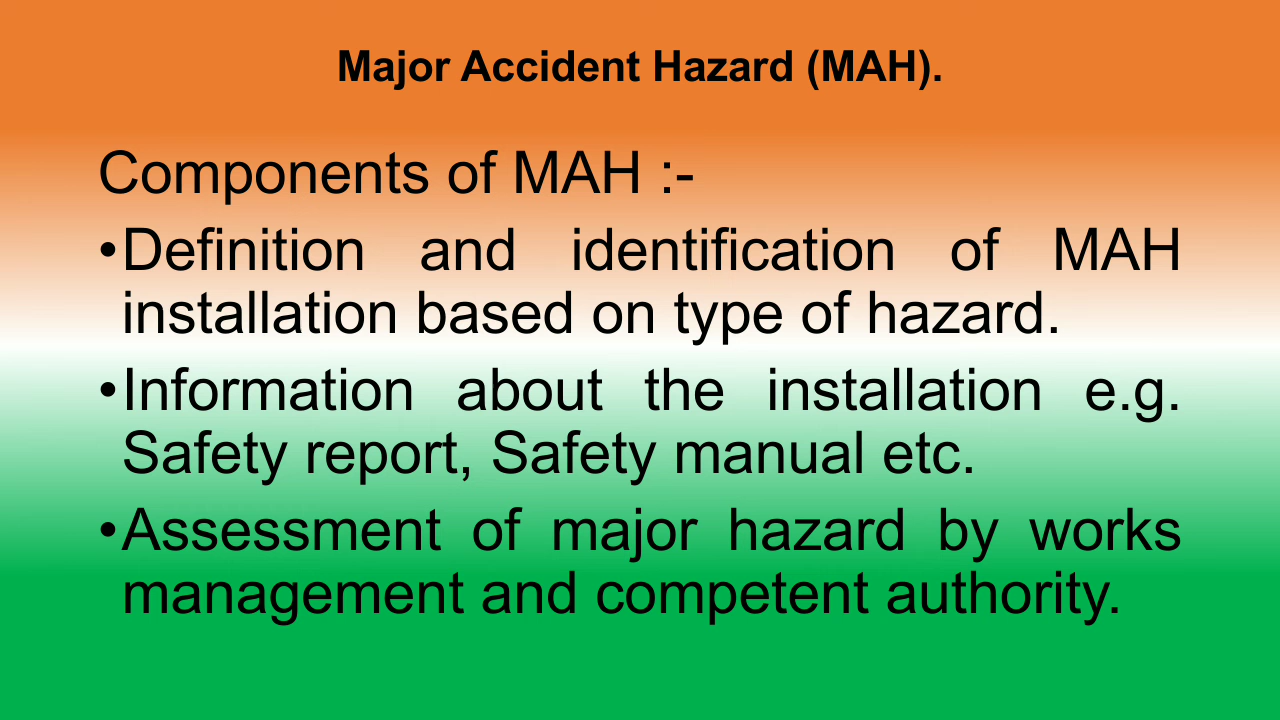 Major Accident Hazard (MAH).
Components of MAH :-
•Definition and identification of MAH
installation based on type of hazard.
•Information about the installation e.g.
Safety report, Safety manual etc.
•Assessment of major hazard by works
management and competent authority.